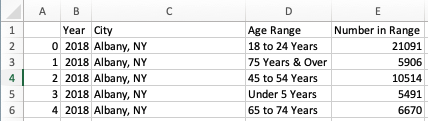 A B C D E
1 Year City Age Range Number in Range
2 0 2018 Albany, NY 18 to 24 Years 21091
3 1 2018 Albany, NY 75 Years & Over 5906
4 2 2018 Albany, NY 45 to 54 Years 10514
5 3 2018 Albany, NY Under 5 Years 5491
6 4 2018 Albany, NY 65 to 74 Years 6670